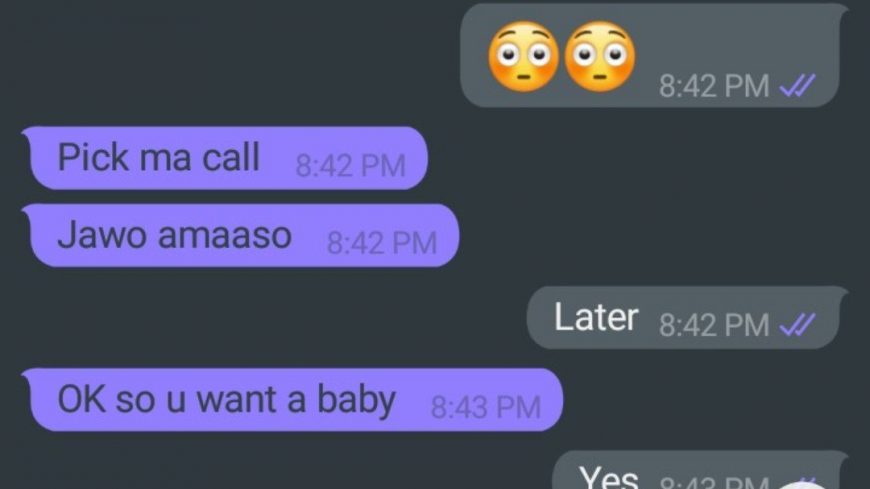 😳😳 8:42 PM
Pick ma call 8:42 PM
Jawo amaaso 8:42 PM
Later 8:42 PM
OK so u want a baby 8:43 PM
Yes 8:43 PM